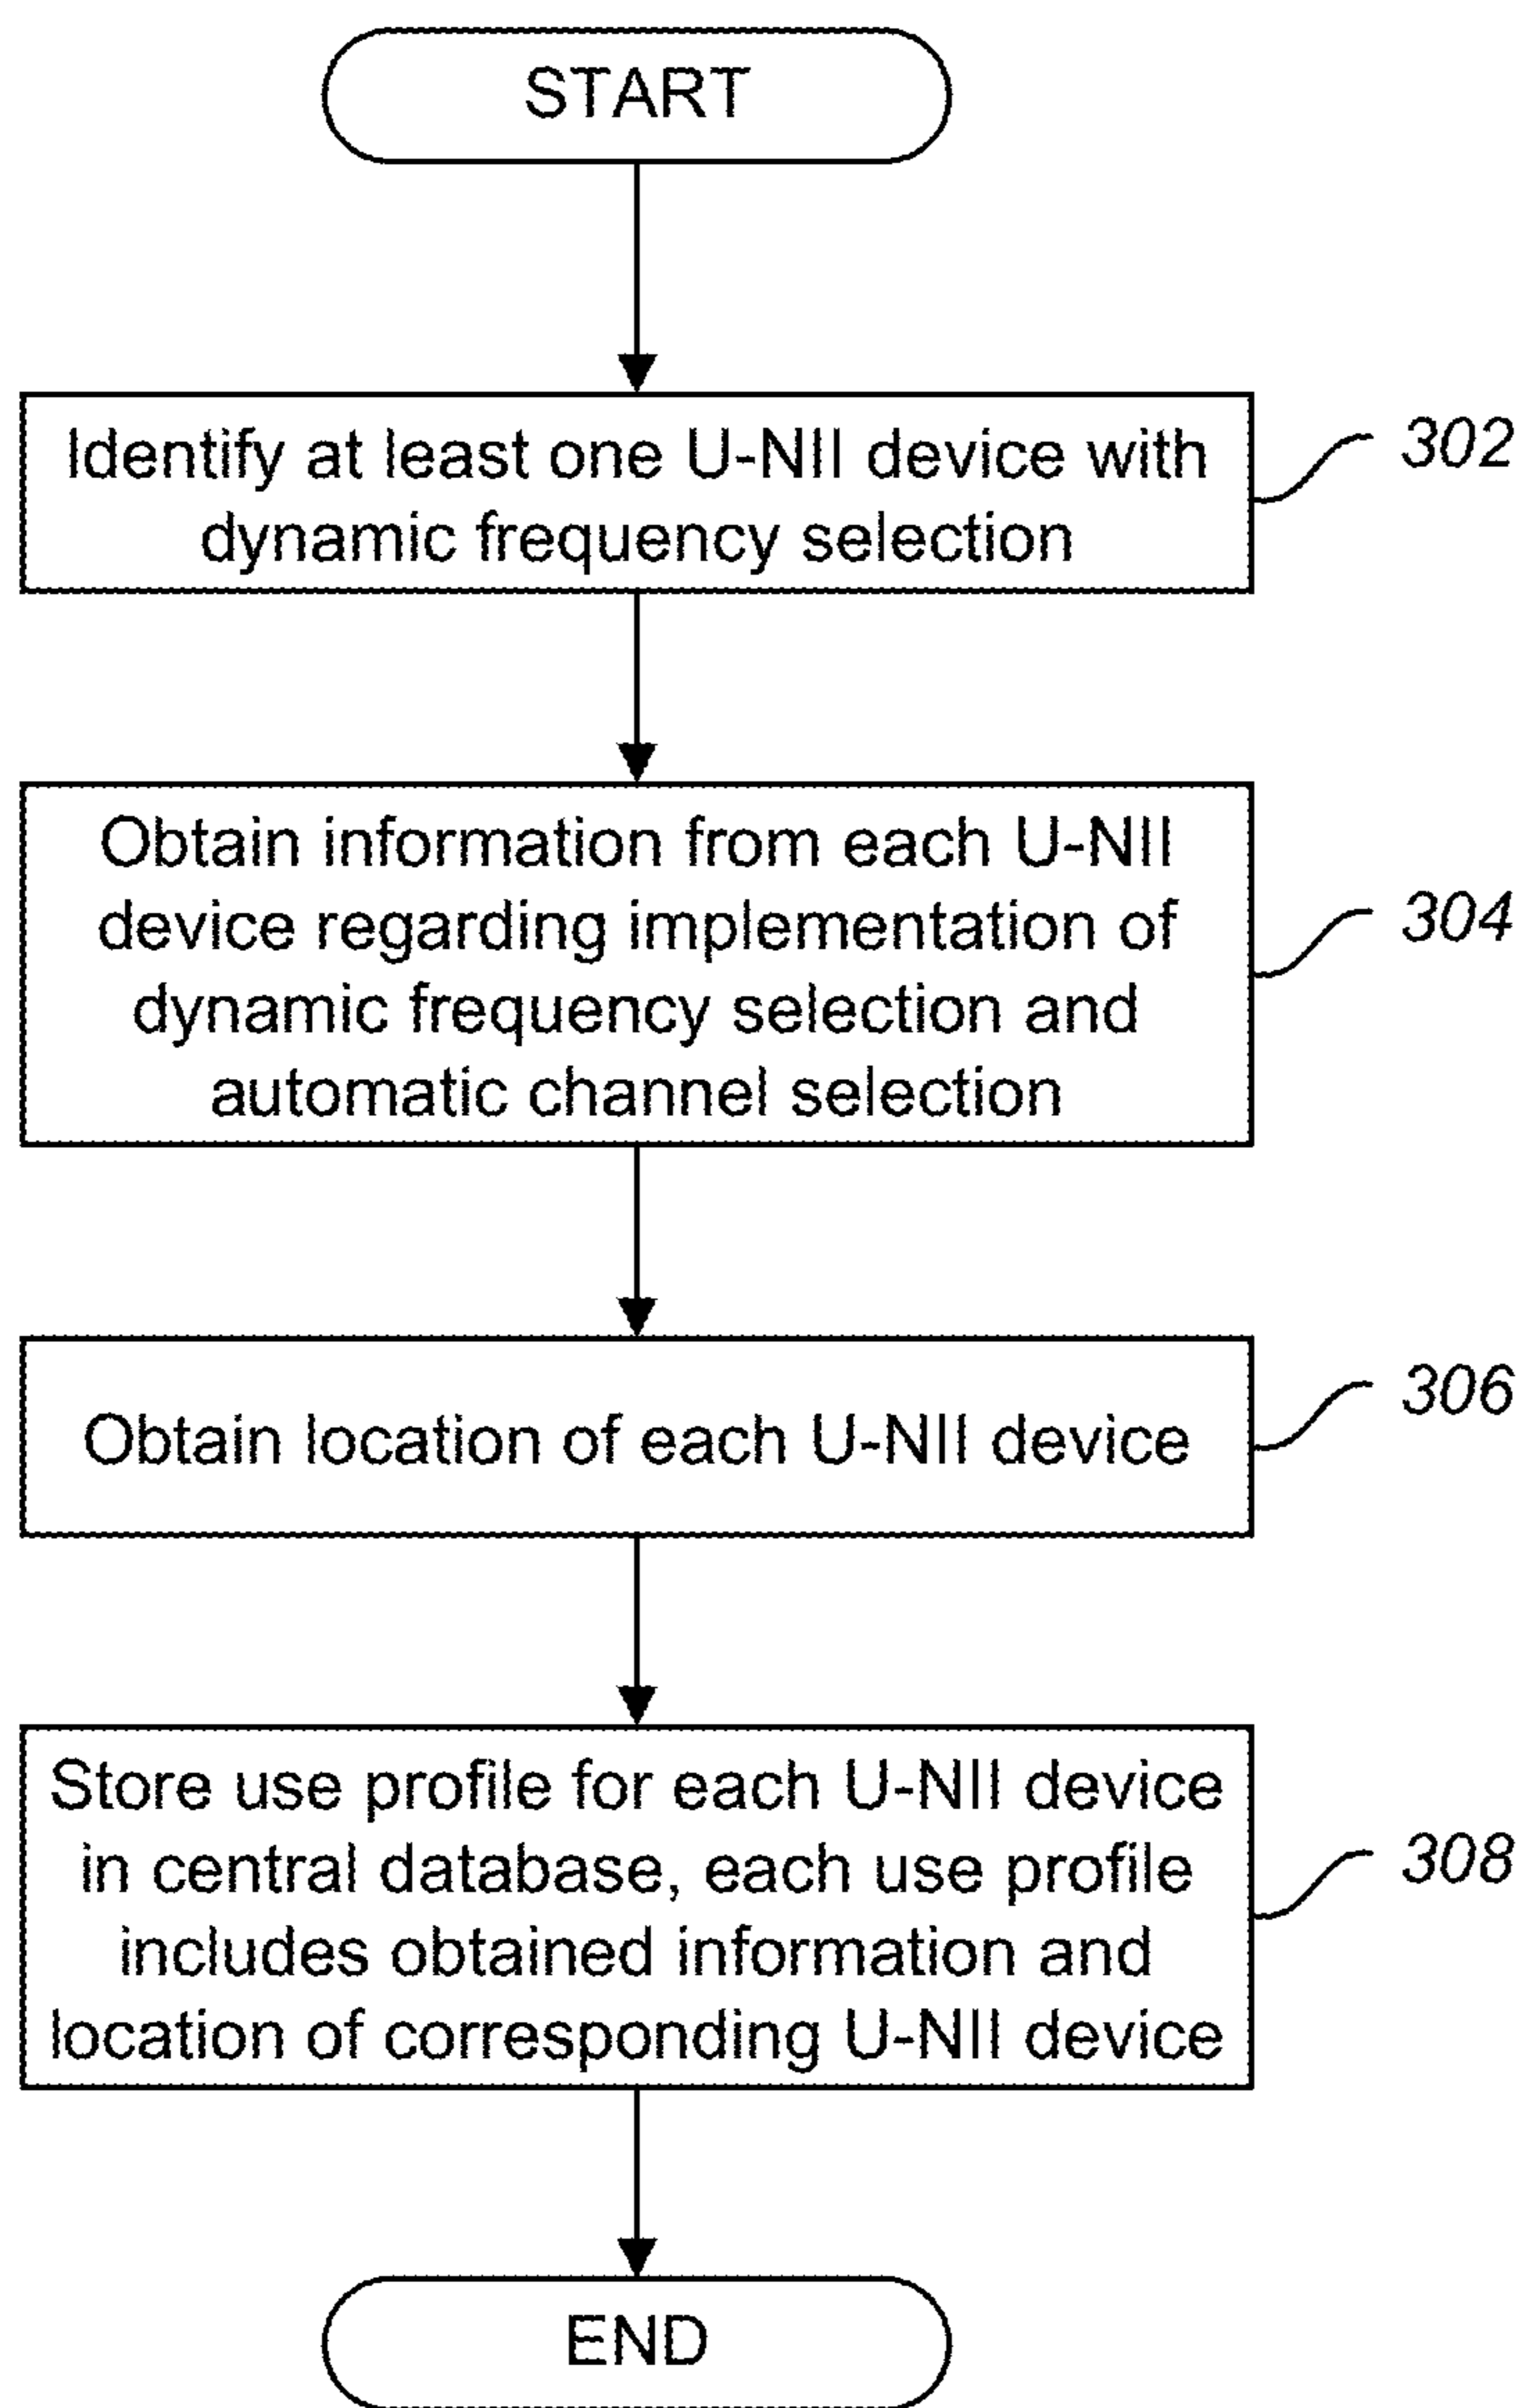 START
Identify at least one U-NII device with
dynamic frequency selection
302
Obtain information from each U-NII
device regarding implementation of
dynamic frequency selection and
automatic channel selection
304
Obtain location of each U-NII device
306
Store use profile for each U-NII device
in central database, each use profile
includes obtained information and
location of corresponding U-NII device
308
END